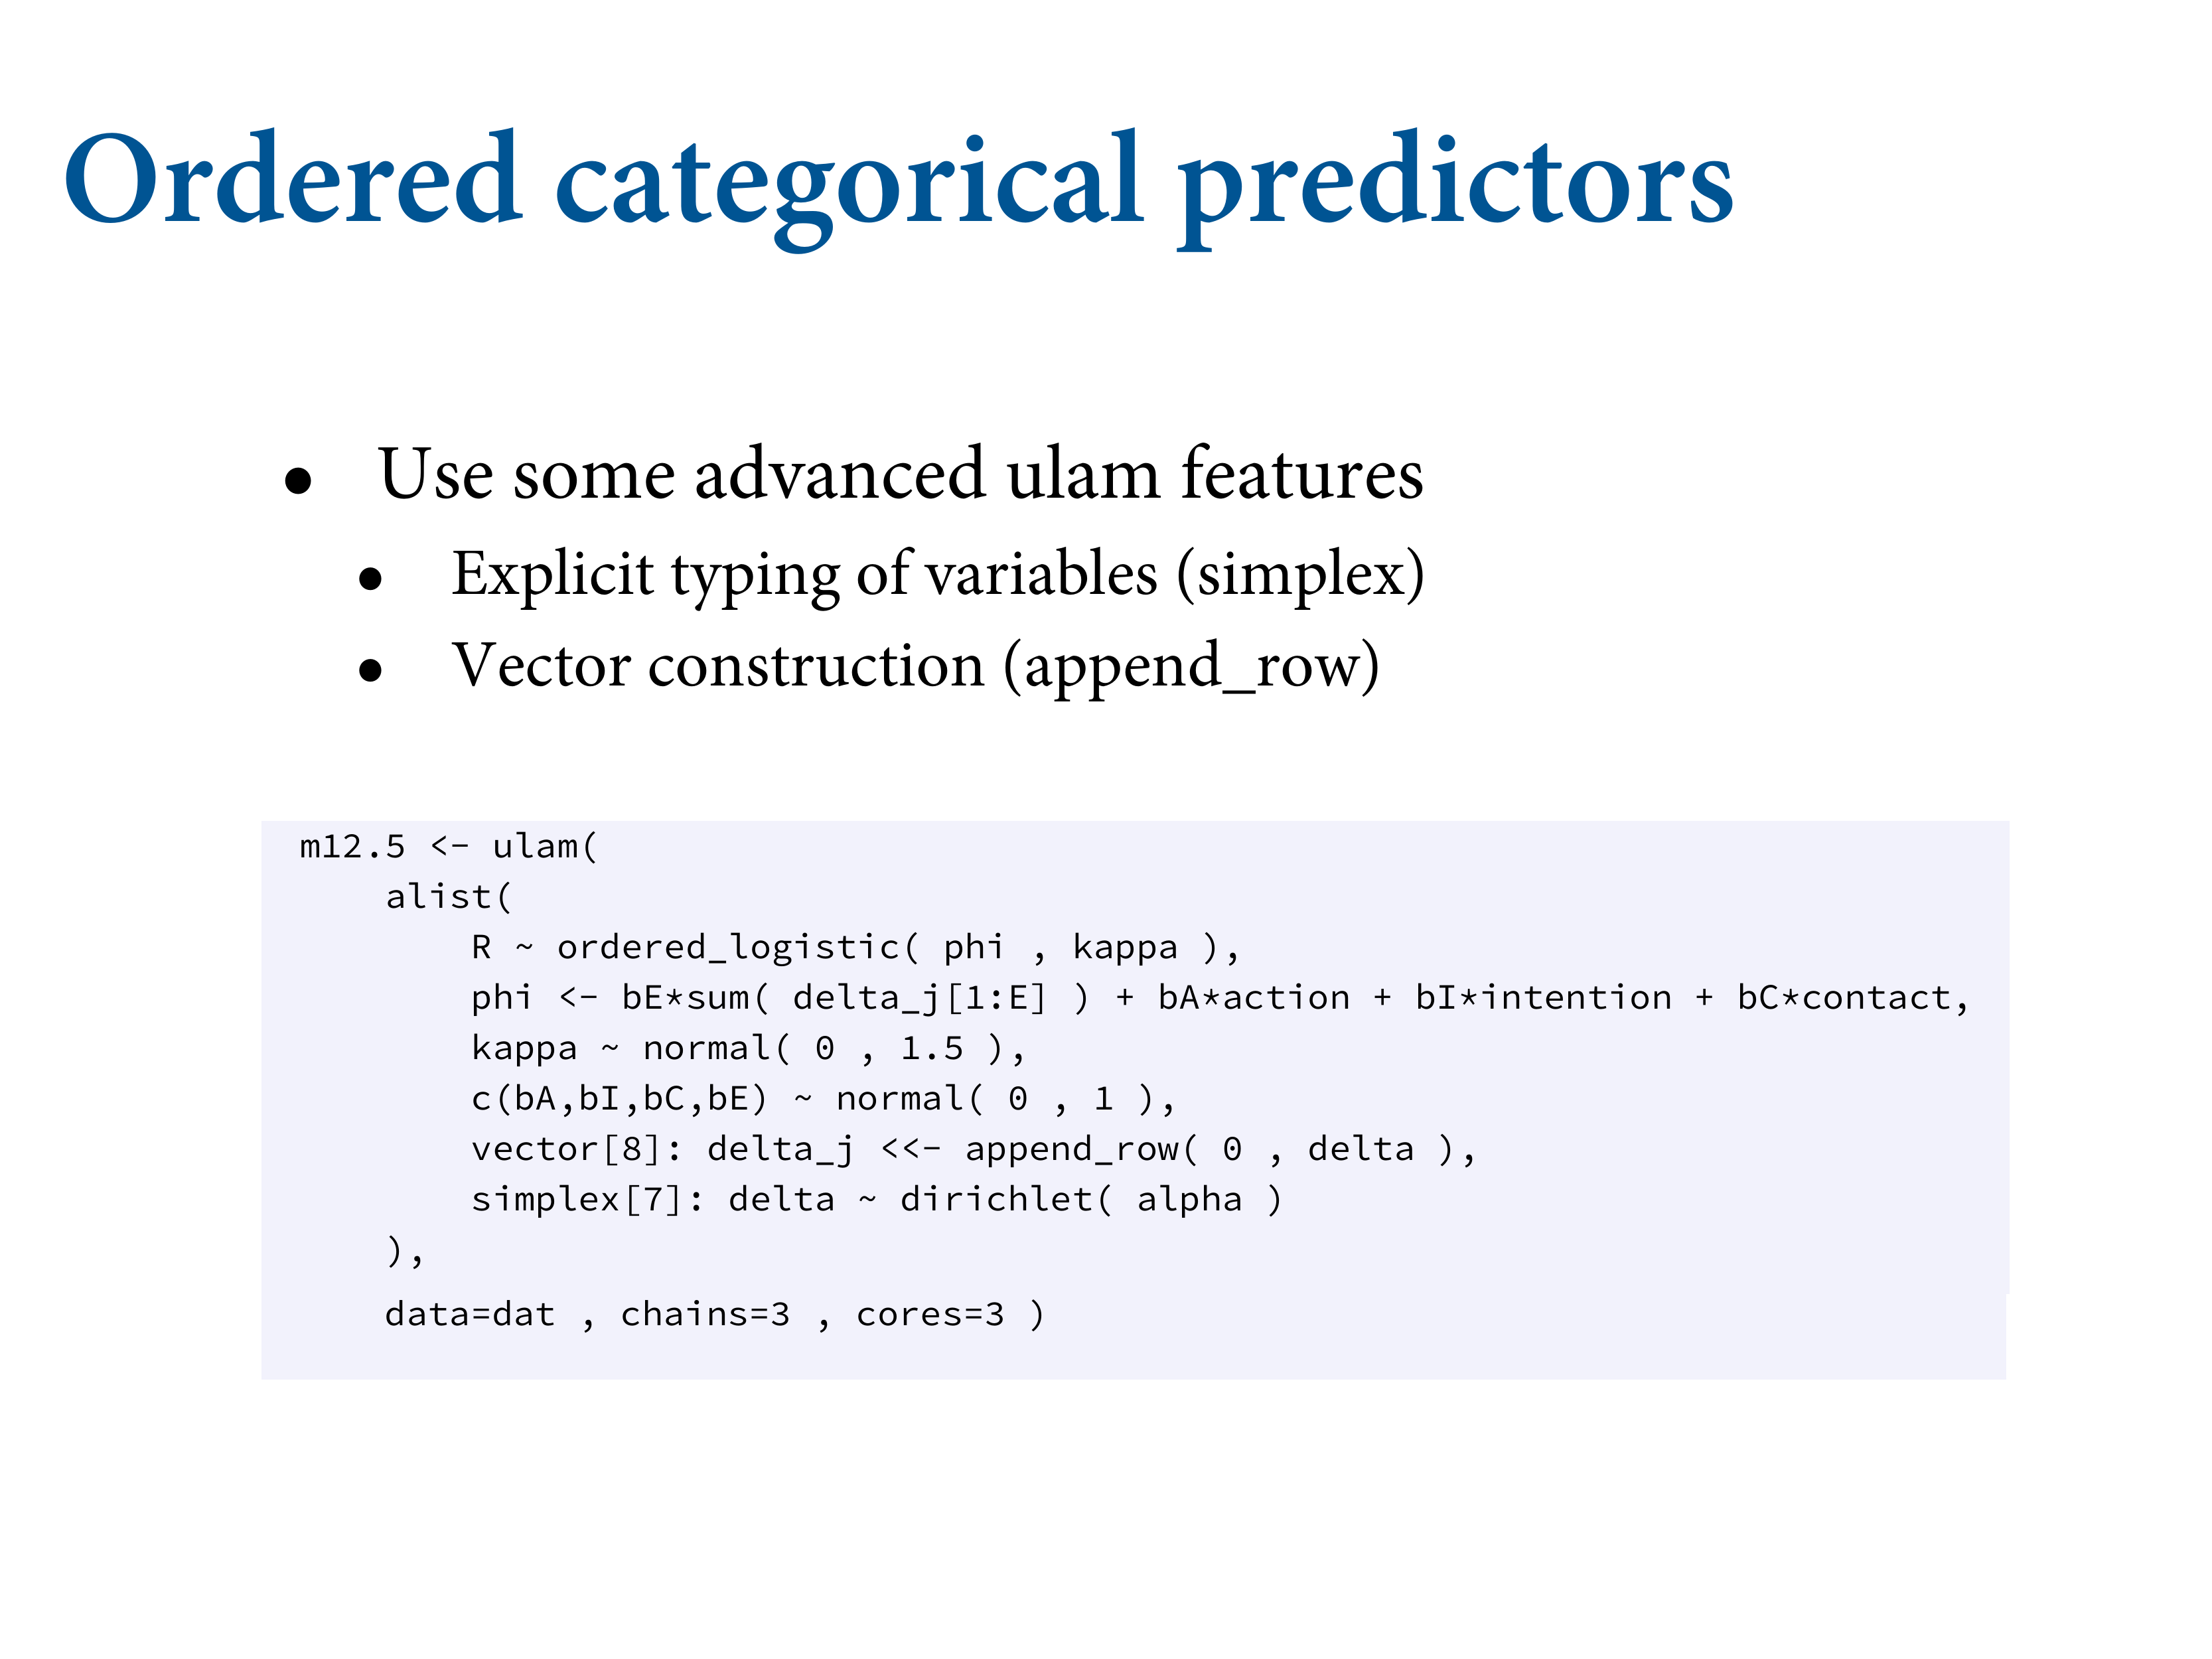 Ordered categorical predictors
• Use some advanced ulam features
• Explicit typing of variables (simplex)
• Vector construction (append_row)
m12.5 <- ulam(
    alist(
        R ~ ordered_logistic( phi , kappa ),
        phi <- bE*sum( delta_j[1:E] ) + bA*action + bI*intention + bC*contact,
        kappa ~ normal( 0 , 1.5 ),
        c(bA,bI,bC,bE) ~ normal( 0 , 1 ),
        vector[8]: delta_j <<- append_row( 0 , delta ),
        simplex[7]: delta ~ dirichlet( alpha )
    ),
    data=dat , chains=3 , cores=3 )